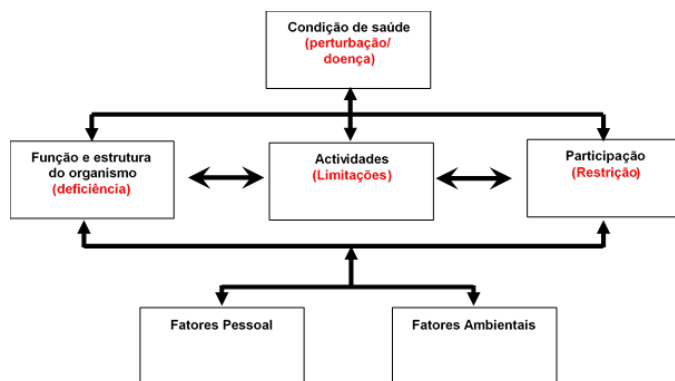 Condição de saúde
(perturbação/
doença)
Função e estrutura
do organismo
(deficiência)
Actividades
(Limitações)
Participação
(Restrição)
Fatores Pessoal
Fatores Ambientais